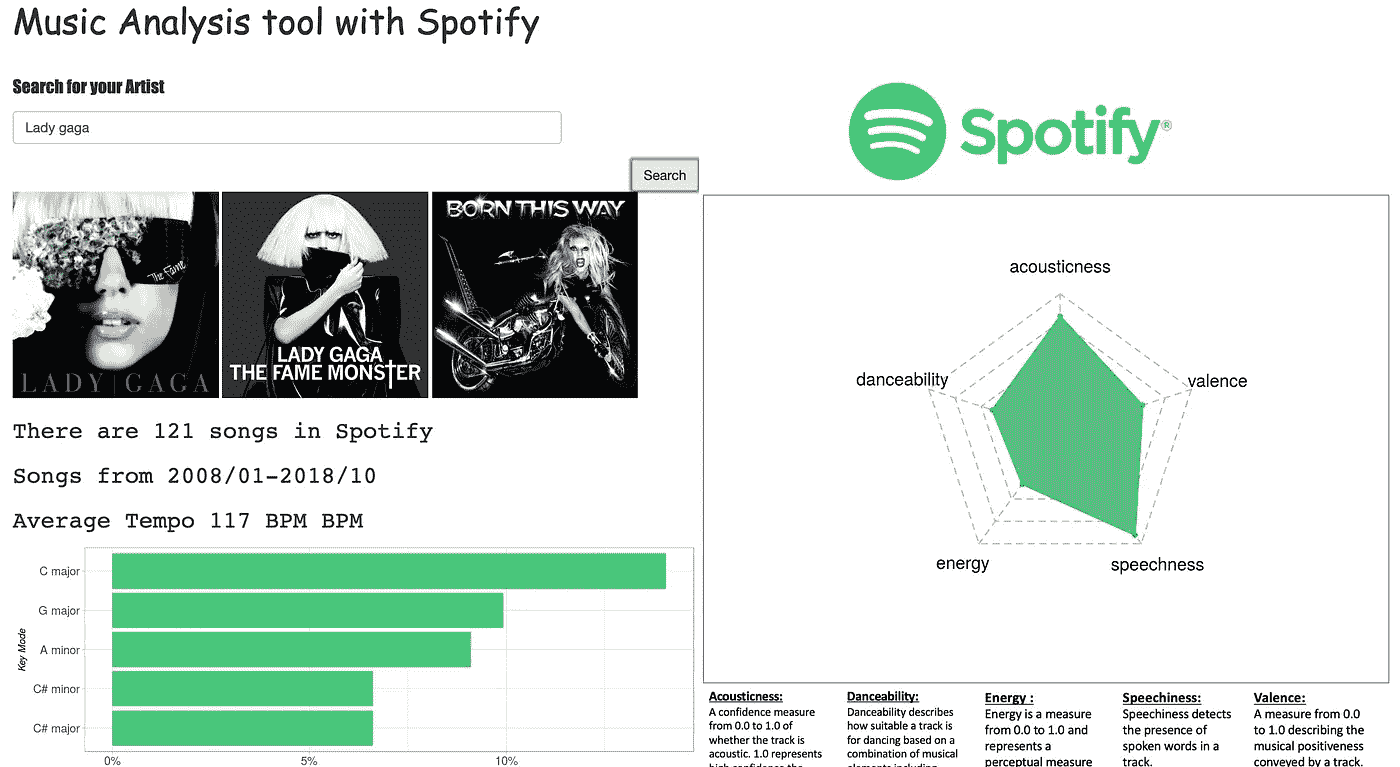 Music Analysis tool with Spotify
Search for your Artist
Lady gaga
Search
Spotify®
The Fame
LADY GAGA
LADY GAGA
THE FAME MONSTER
BORN THIS WAY
There are 121 songs in Spotify
Songs from 2008/01-2018/10
Average Tempo 117 BPM BPM
Key Mode
C major
G major
A minor
C# minor
C# major
0%
5%
10%
acousticness
danceability
valence
energy
speechness
Acousticness:
A confidence measure
from 0.0 to 1.0 of
whether the track is
acoustic. 1.0 represents
high confidence the
Danceability:
Danceability describes
how suitable a track is
for dancing based on a
combination of musical
elements including
Energy :
Energy is a measure
from 0.0 to 1.0 and
represents a
perceptual measure
Speechiness:
Speechiness detects
the presence of
spoken words in a
track.
Valence:
A measure from 0.0
to 1.0 describing the
musical positiveness
conveyed by a track.